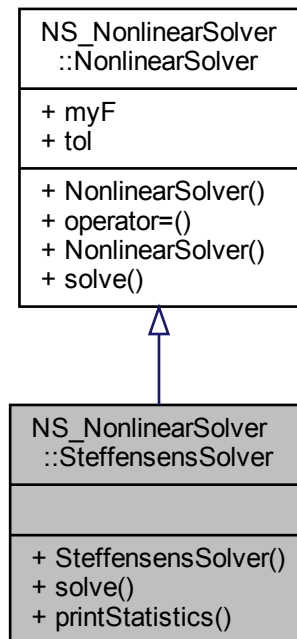 NS_NonlinearSolver
::NonlinearSolver
+ myF
+ tol
+ NonlinearSolver()
+ operator=()
+ NonlinearSolver()
+ solve()
NS_NonlinearSolver
::SteffensensSolver
+ SteffensensSolver()
+ solve()
+ printStatistics()